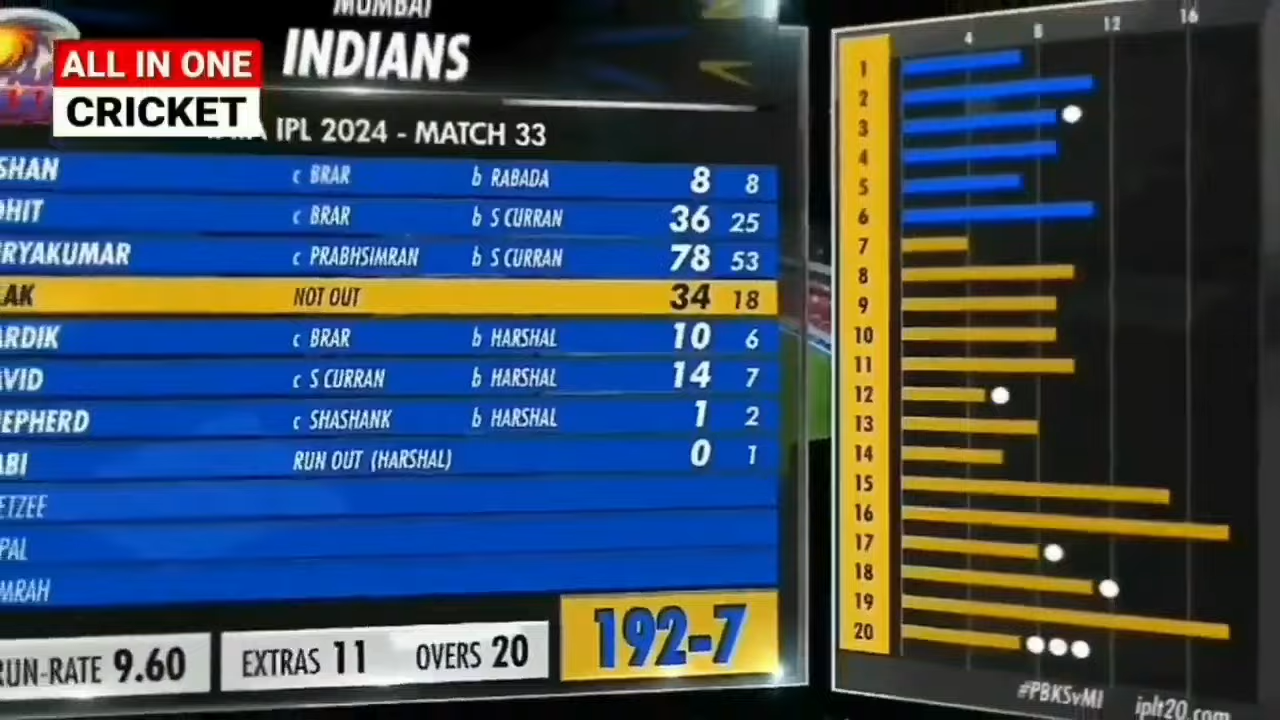 MUMBAI
INDIANS
ALL IN ONE
CRICKET
IPL 2024 - MATCH 33
SHAN c BRAR b RABADA 8 8
OHIT c BRAR b S CURRAN 36 25
RYAKUMAR c PRABHSIMRAN b S CURRAN 78 53
LAK NOT OUT 34 18
ARDIK c BRAR b HARSHAL 10 6
AVID c S CURRAN b HARSHAL 14 7
EPHERD c SHASHANK b HARSHAL 1 2
ABI RUN OUT (HARSHAL) 0 1
ETZEE
PAL
MRAH
RUN-RATE 9.60 EXTRAS 11 OVERS 20 192-7
4 8 12 16
1
2
3
4
5
6
7
8
9
10
11
12
13
14
15
16
17
18
19
20
#PBKSvMI iplt20.com